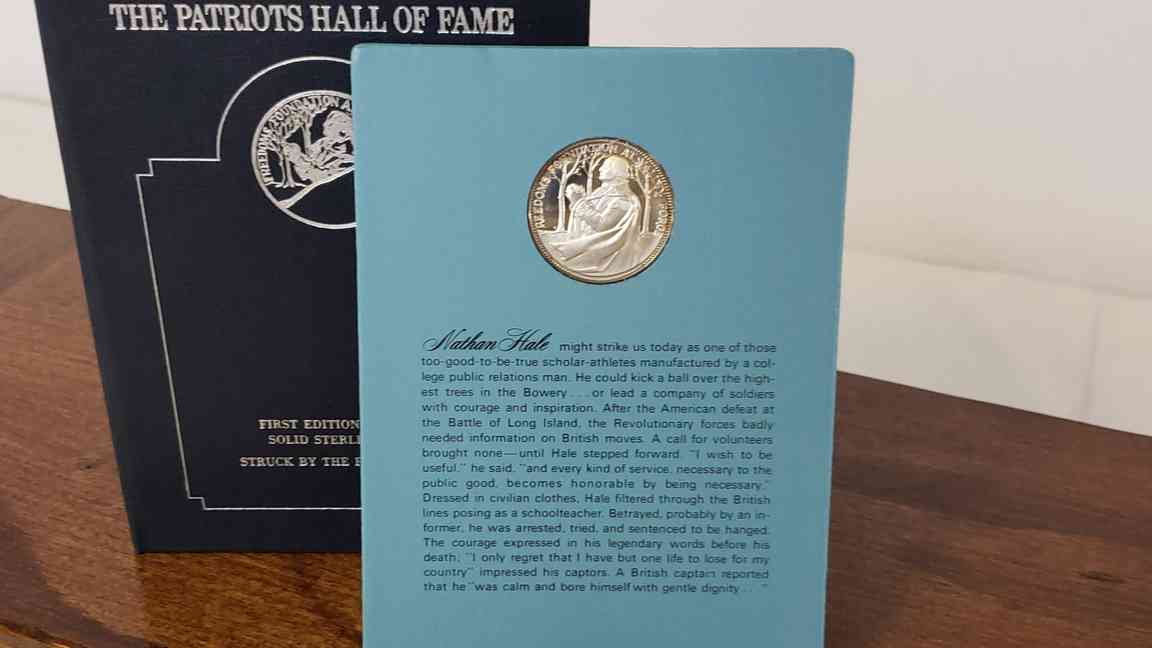 THE PATRIOTS HALL OF FAME
FREEDOMS FOUNDATION A
FIRST EDITION
SOLID STERLI
STRUCK BY THE F
FREEDOMS FOUNDATION AT VALLEY FORGE
Nathan Hale might strike us today as one of those
too-good-to-be-true scholar-athletes manufactured by a col-
lege public relations man. He could kick a ball over the high-
est trees in the Bowery . . . or lead a company of soldiers
with courage and inspiration. After the American defeat at
the Battle of Long Island, the Revolutionary forces badly
needed information on British moves. A call for volunteers
brought none—until Hale stepped forward. "I wish to be
useful," he said, "and every kind of service, necessary to the
public good, becomes honorable by being necessary."
Dressed in civilian clothes, Hale filtered through the British
lines posing as a schoolteacher. Betrayed, probably by an in-
former, he was arrested, tried, and sentenced to be hanged.
The courage expressed in his legendary words before his
death; "I only regret that I have but one life to lose for my
country" impressed his captors. A British captain reported
that he "was calm and bore himself with gentle dignity . . "